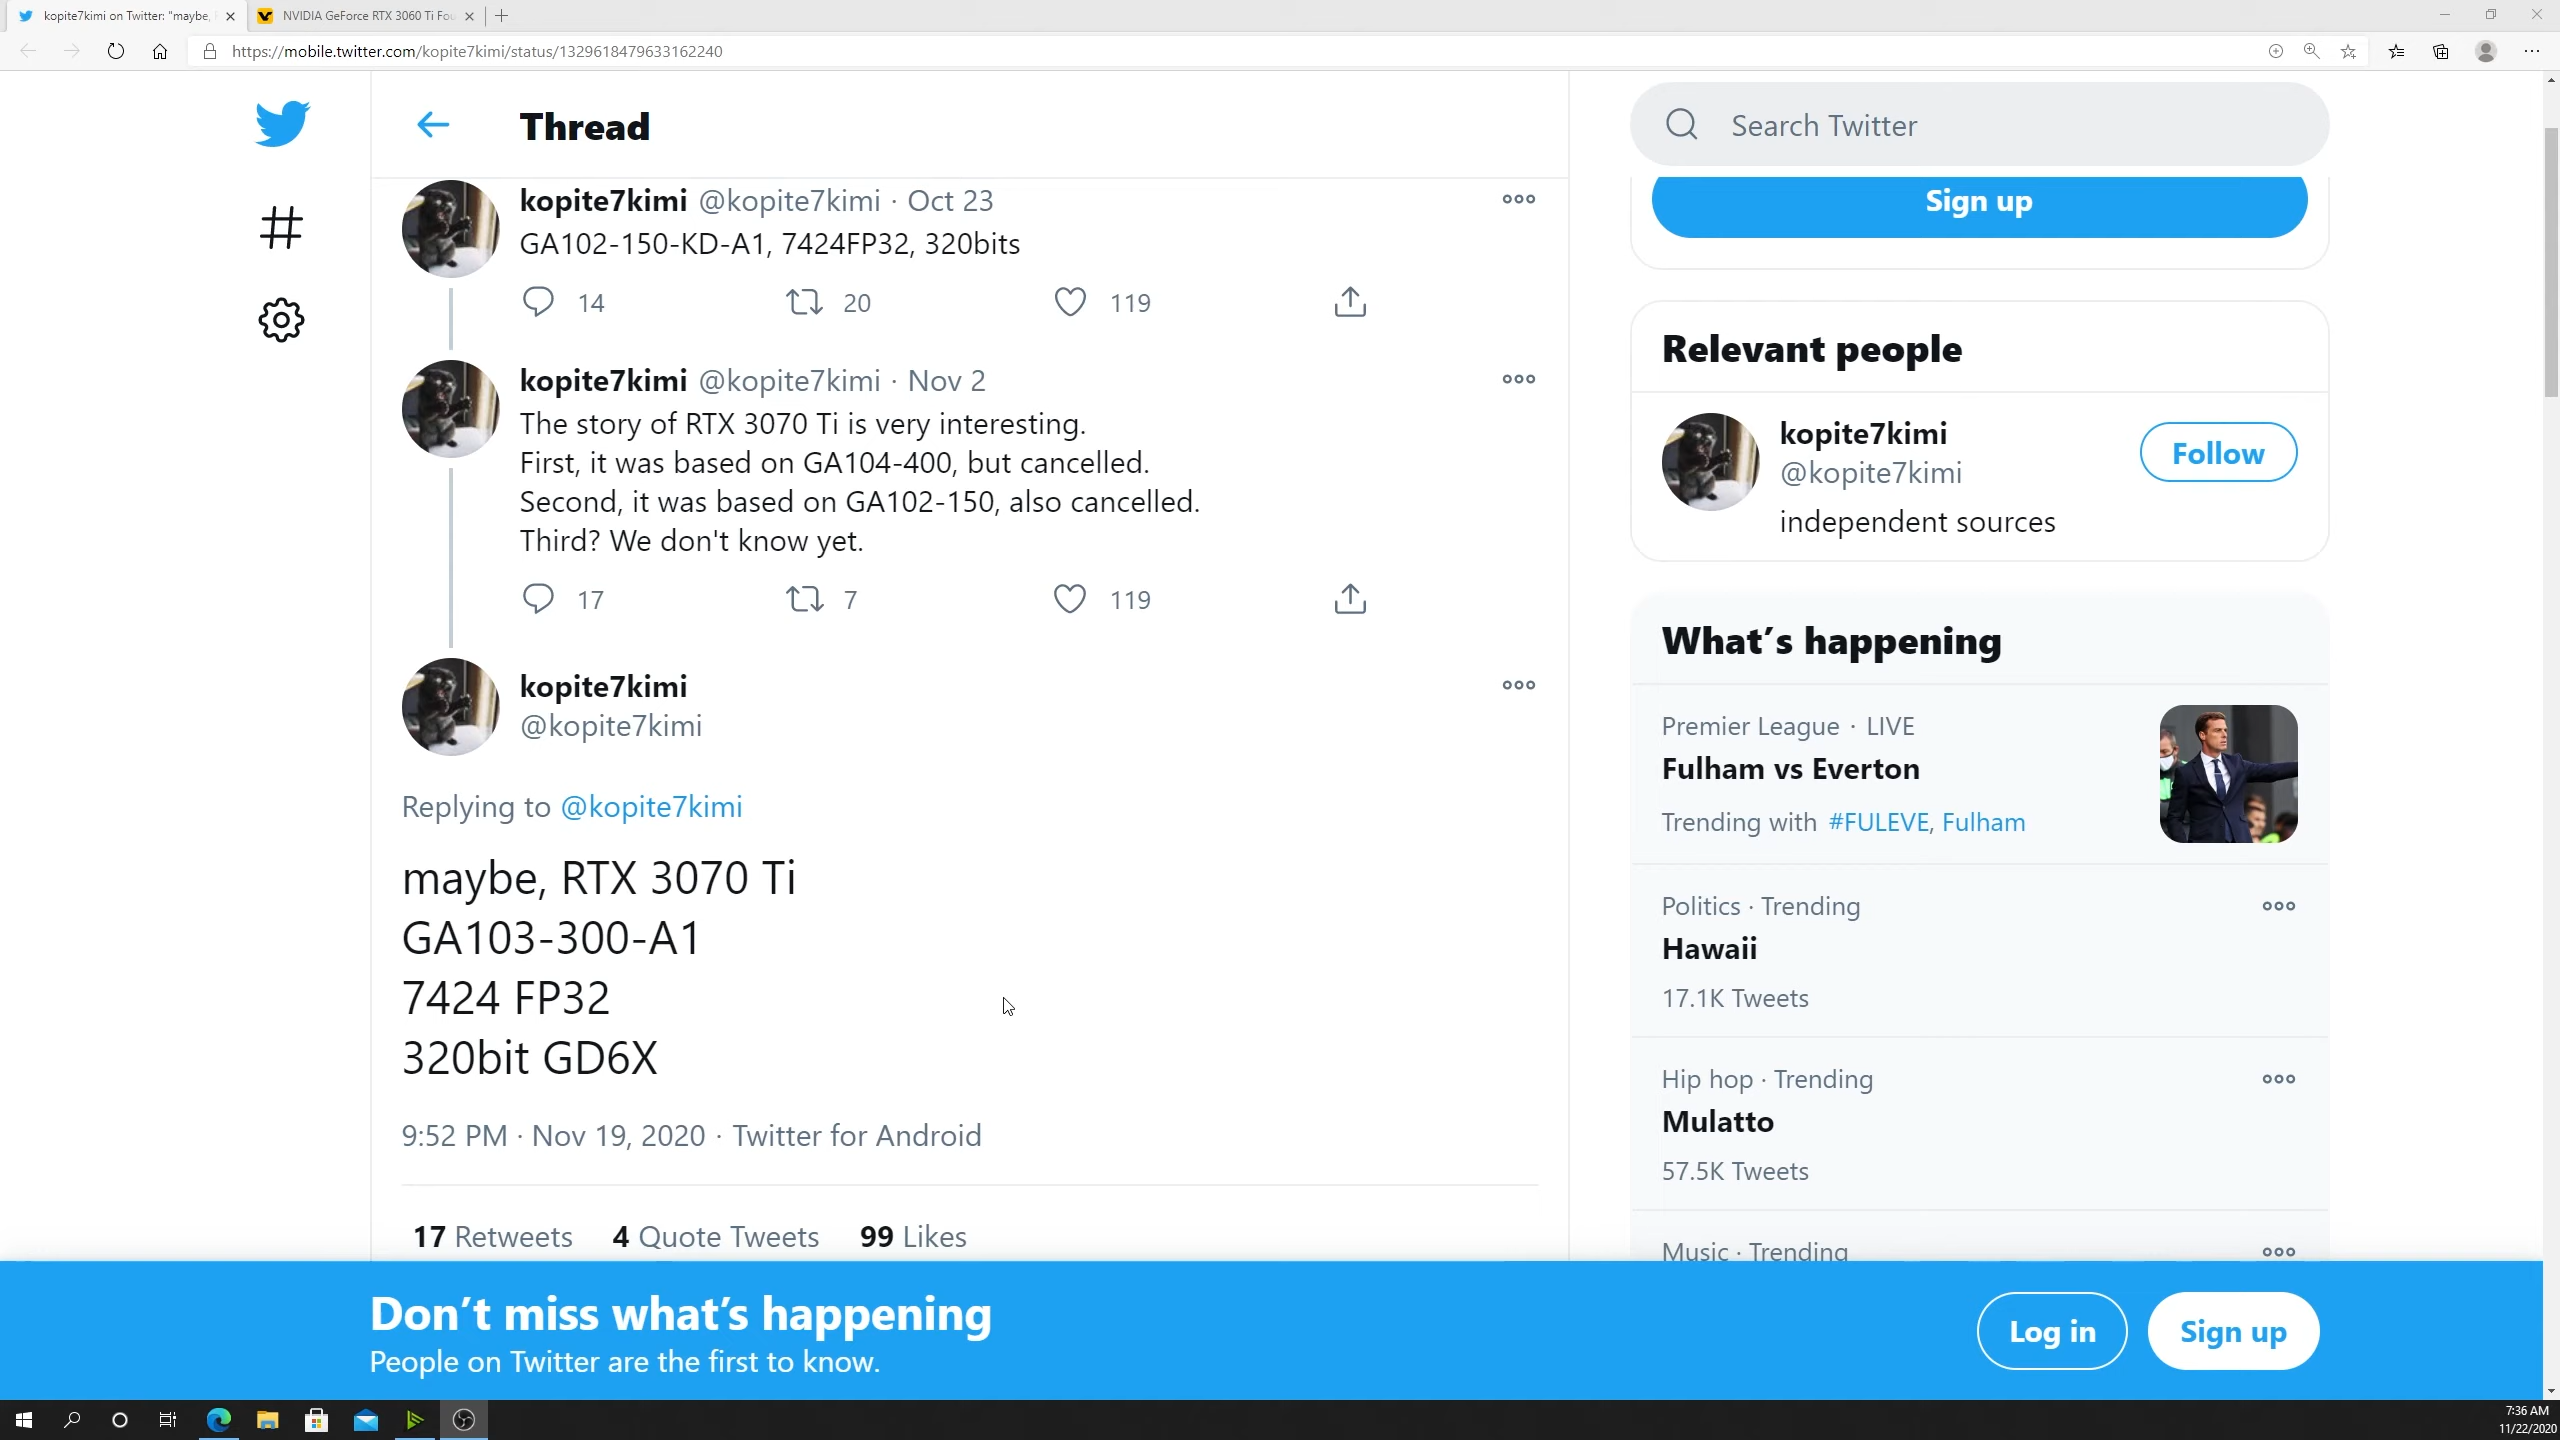 kopite7kimi on Twitter: "maybe,
NVIDIA GeForce RTX 3060 Ti Fou
https://mobile.twitter.com/kopite7kimi/status/1329618479633162240
Thread
Search Twitter
kopite7kimi @kopite7kimi · Oct 23
GA102-150-KD-A1, 7424FP32, 320bits
14 20 119
Sign up
kopite7kimi @kopite7kimi · Nov 2
The story of RTX 3070 Ti is very interesting.
First, it was based on GA104-400, but cancelled.
Second, it was based on GA102-150, also cancelled.
Third? We don't know yet.
17 7 119
kopite7kimi
@kopite7kimi
Replying to @kopite7kimi
maybe, RTX 3070 Ti
GA103-300-A1
7424 FP32
320bit GD6X
9:52 PM · Nov 19, 2020 · Twitter for Android
17 Retweets 4 Quote Tweets 99 Likes
Relevant people
kopite7kimi
@kopite7kimi
Follow
independent sources
What's happening
Premier League · LIVE
Fulham vs Everton
Trending with #FULEVE, Fulham
Politics · Trending
Hawaii
17.1K Tweets
Hip hop · Trending
Mulatto
57.5K Tweets
Music · Trending
Don't miss what's happening
People on Twitter are the first to know.
Log in
Sign up
7:36 AM
11/22/2020